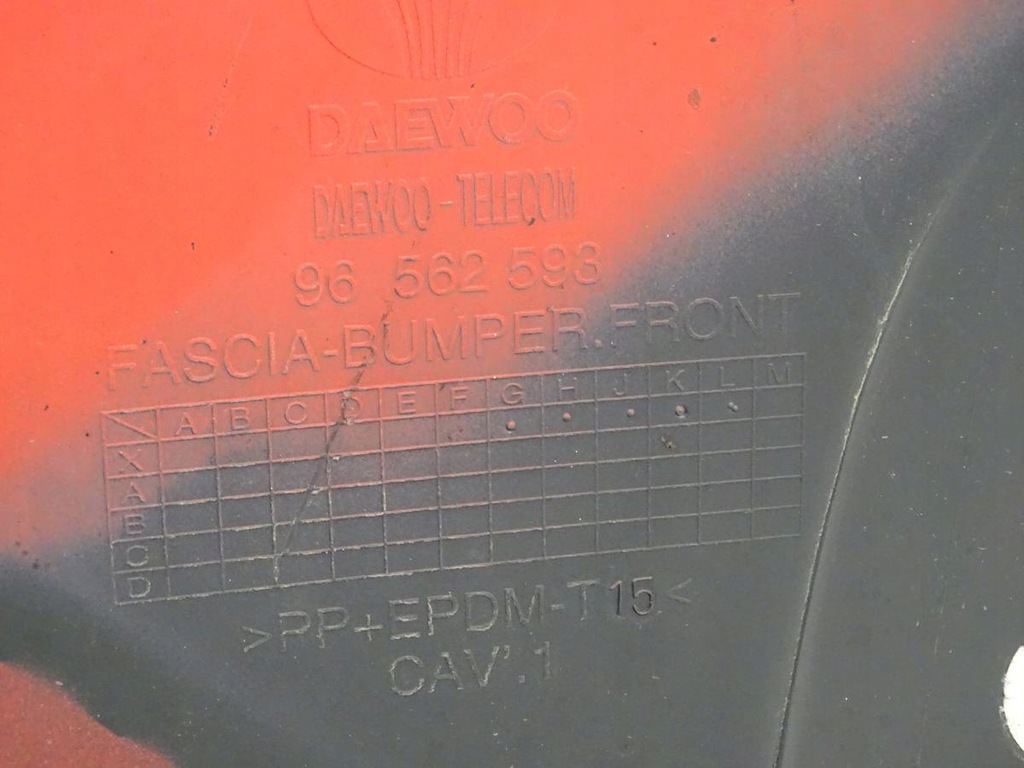 DAEWOO
DAEWOO-TELECOM
96 562 593
FASCIA-BUMPER.FRONT
A B C D E F G H J K L M
X
A
B
C
D
>PP+EPDM-T15<
CAV'.1